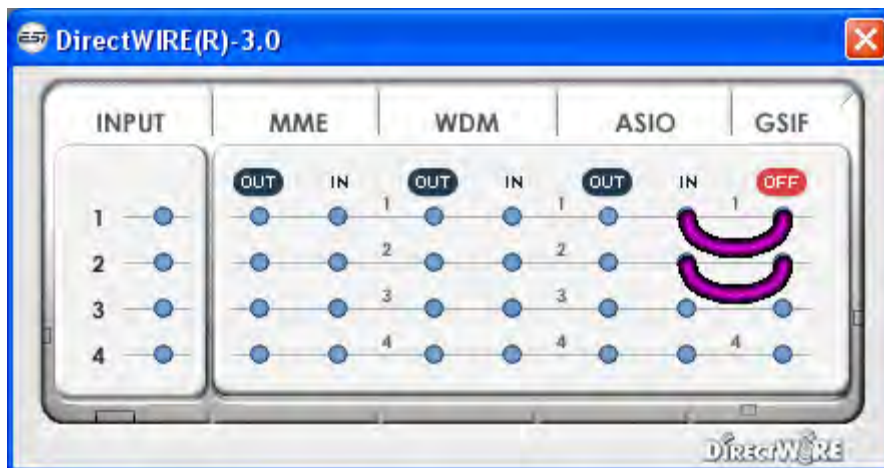 ESI DirectWIRE(R)-3.0
INPUT MME WDM ASIO GSIF
OUT IN OUT IN OUT IN OFF
1 1 1 1
2 2 2
3 3 3
4 4 4 4
DIRECTWIRE